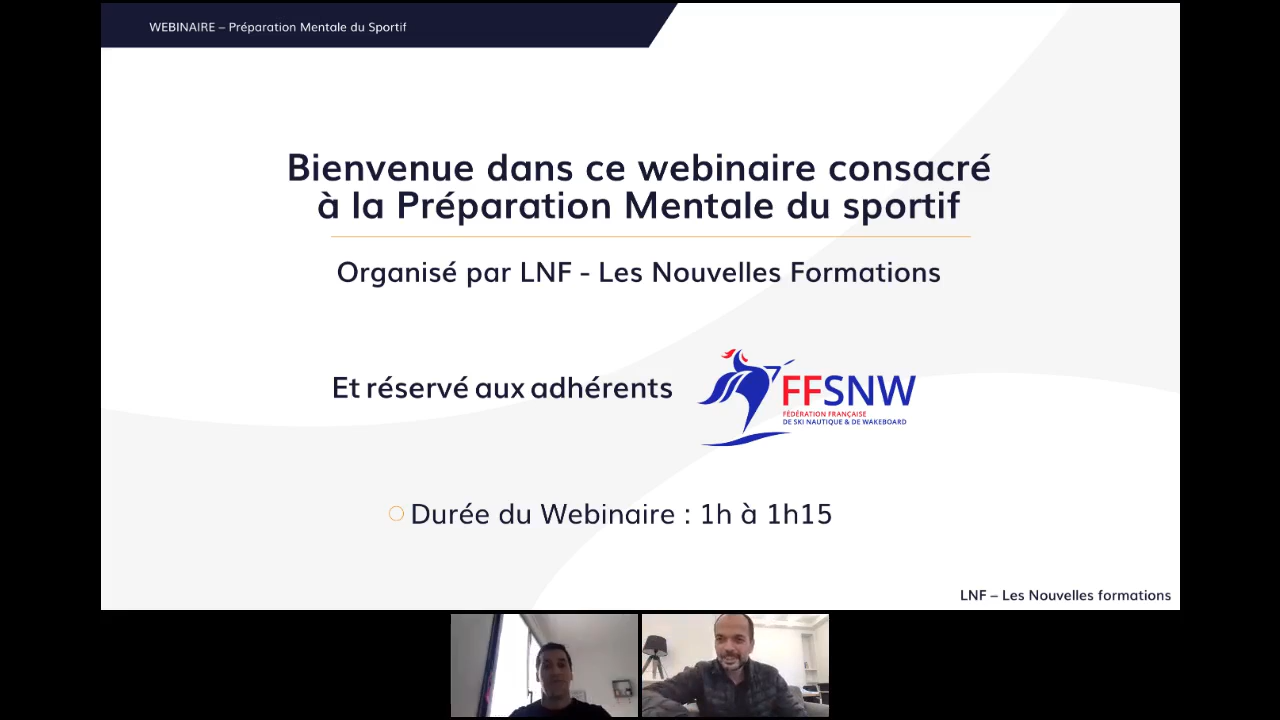 WEBINAIRE – Préparation Mentale du Sportif
Bienvenue dans ce webinaire consacré
à la Préparation Mentale du sportif
Organisé par LNF - Les Nouvelles Formations
Et réservé aux adhérents
FFSNW
FÉDÉRATION FRANÇAISE
DE SKI NAUTIQUE & DE WAKEBOARD
Durée du Webinaire : 1h à 1h15
LNF – Les Nouvelles formations